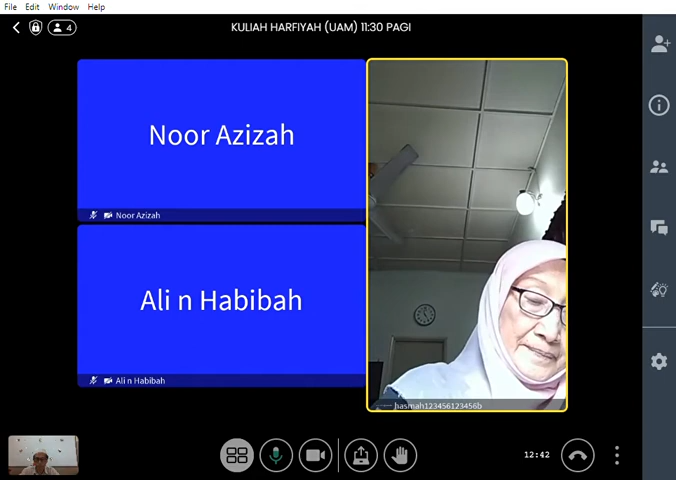 File Edit Window Help
4
KULIAH HARFIYAH (UAM) 11:30 PAGI
Noor Azizah
Noor Azizah
Ali n Habibah
Ali n Habibah
hasmah123456123456b
12:42